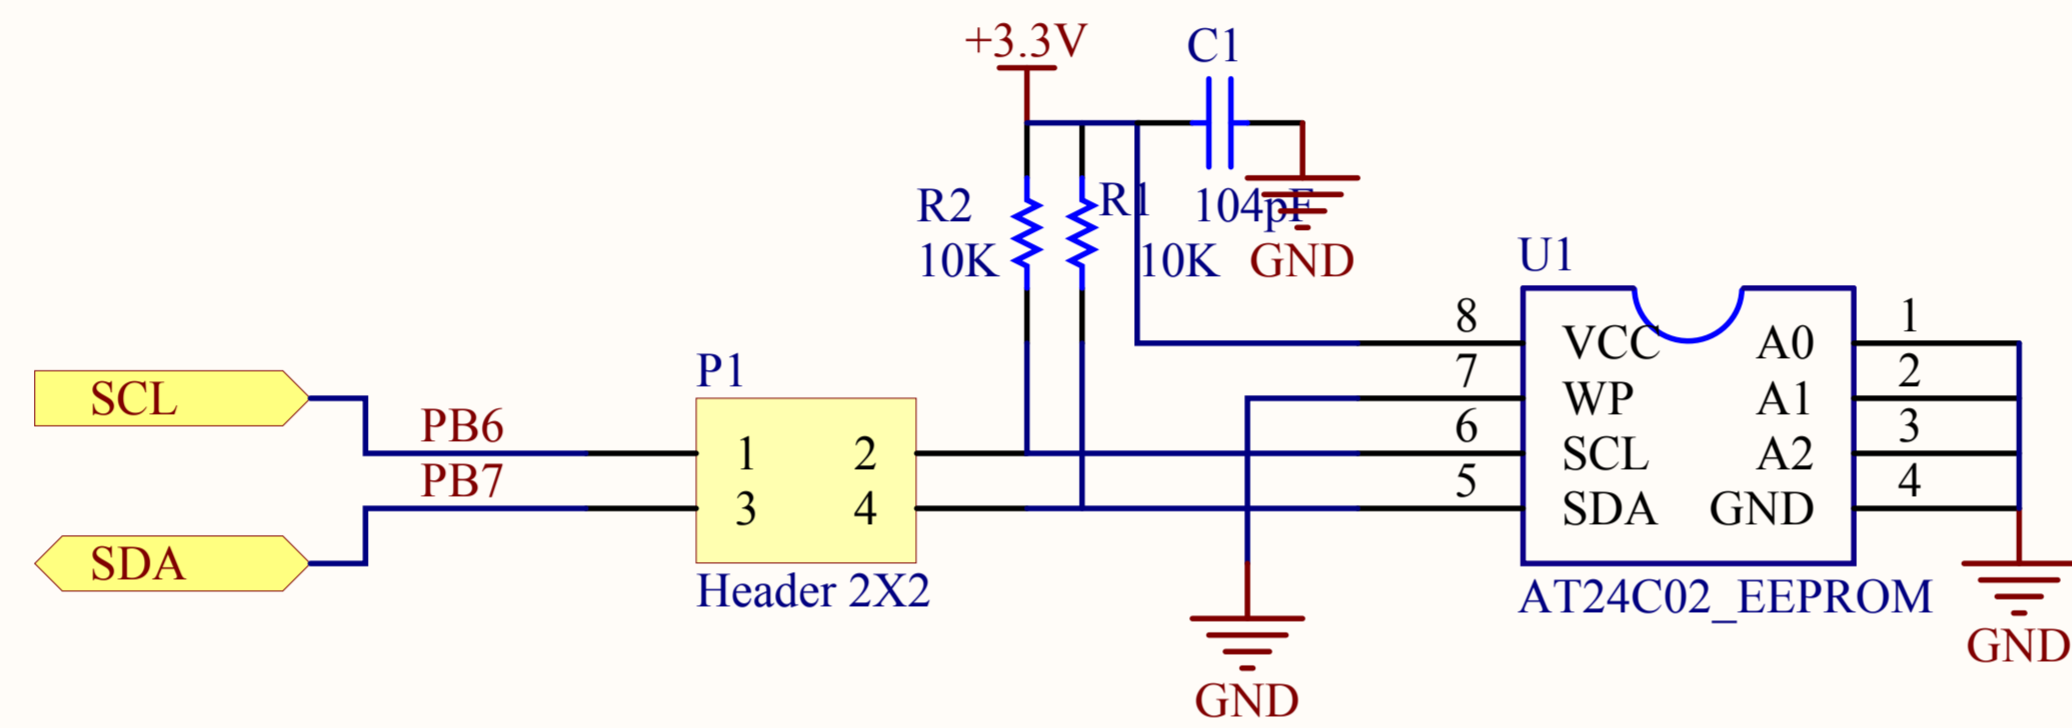 +3.3V
C1
R2
R1
104pF
10K
10K
GND
U1
8
VCC
A0
1
7
WP
A1
2
6
SCL
A2
3
5
SDA
GND
4
P1
SCL
PB6
1
2
PB7
3
4
SDA
Header 2X2
AT24C02_EEPROM
GND
GND